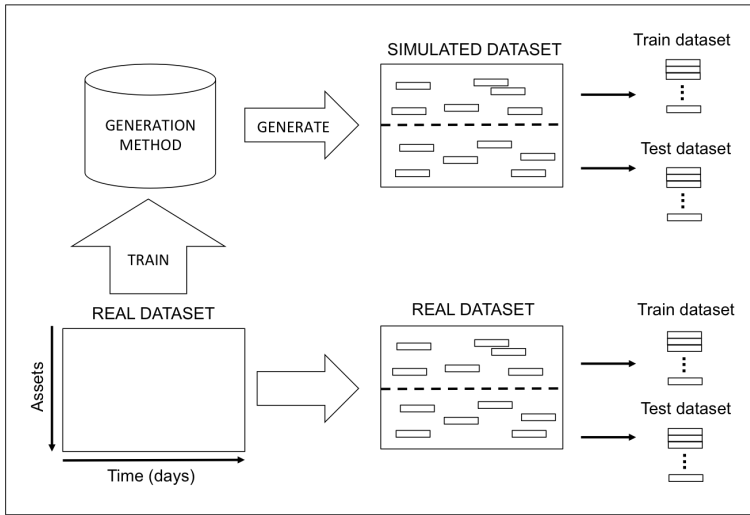 SIMULATED DATASET
Train dataset
GENERATION
METHOD
GENERATE
Test dataset
TRAIN
REAL DATASET
REAL DATASET
Train dataset
Assets
Test dataset
Time (days)